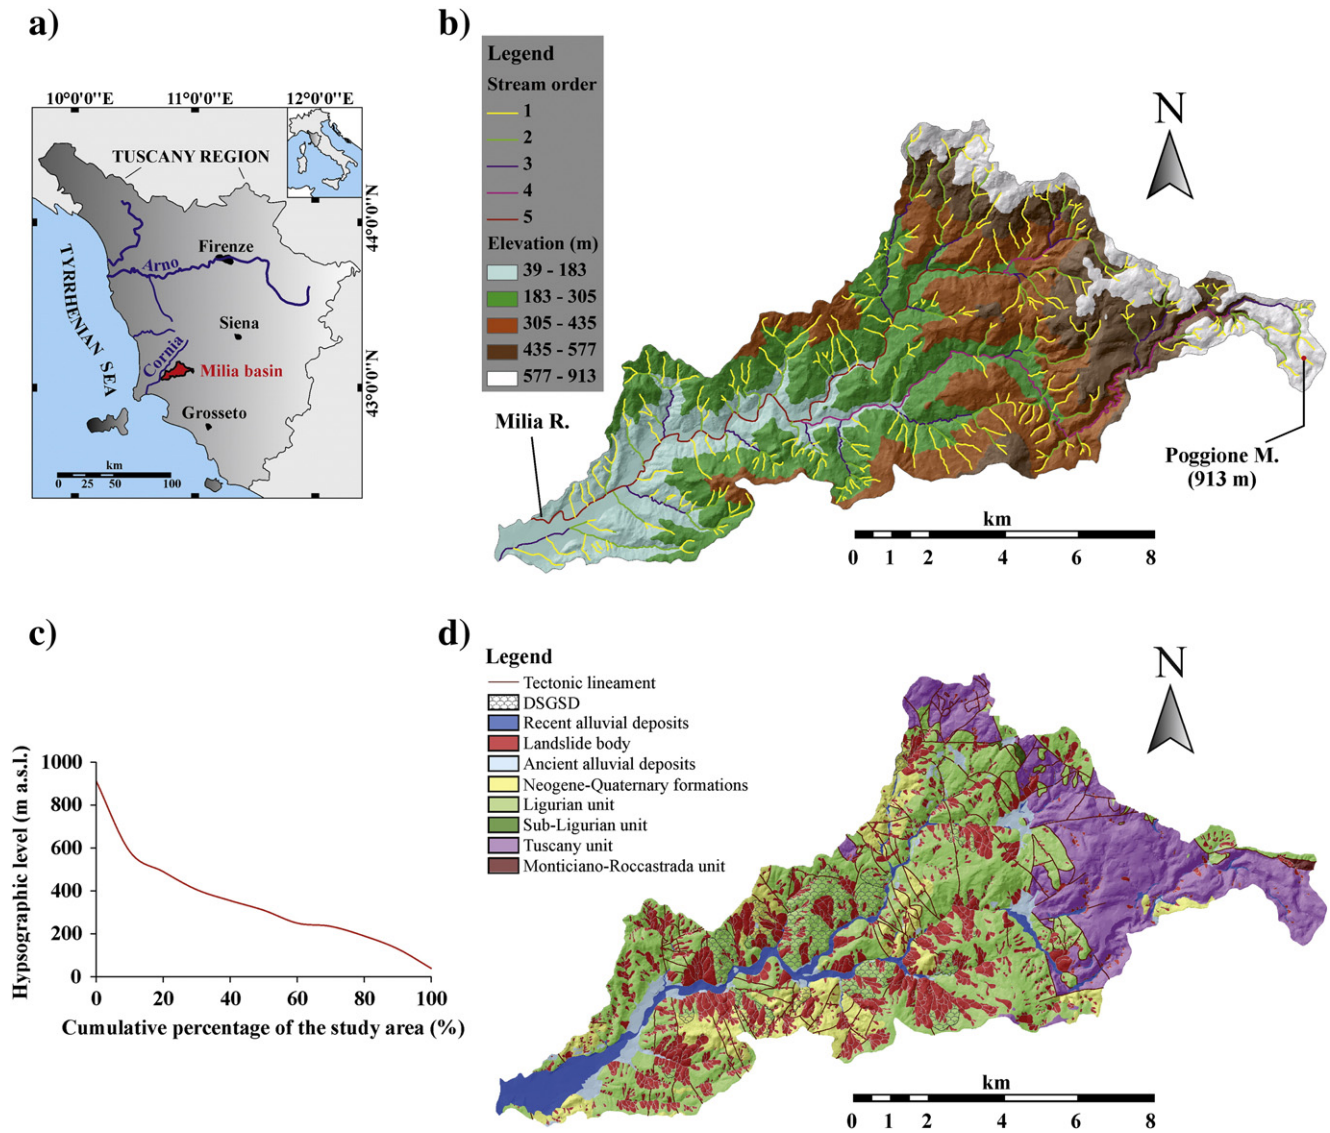 a)
10°0'0''E 11°0'0''E 12°0'0''E
TUSCANY REGION
44°0'0''N
Firenze
Arno
TYRRHENIAN SEA
Siena
Cornia
Milia basin
43°0'0''N
Grosseto
km
0 25 50 100
b)
Legend
Stream order
1
2
3
4
5
Elevation (m)
39 - 183
183 - 305
305 - 435
435 - 577
577 - 913
N
Milia R.
Poggione M.
(913 m)
km
0 1 2 4 6 8
c)
Hypsographic level (m a.s.l.)
1000
800
600
400
200
0
0 20 40 60 80 100
Cumulative percentage of the study area (%)
d)
Legend
Tectonic lineament
DSGSD
Recent alluvial deposits
Landslide body
Ancient alluvial deposits
Neogene-Quaternary formations
Ligurian unit
Sub-Ligurian unit
Tuscany unit
Monticiano-Roccastrada unit
N
km
0 1 2 4 6 8